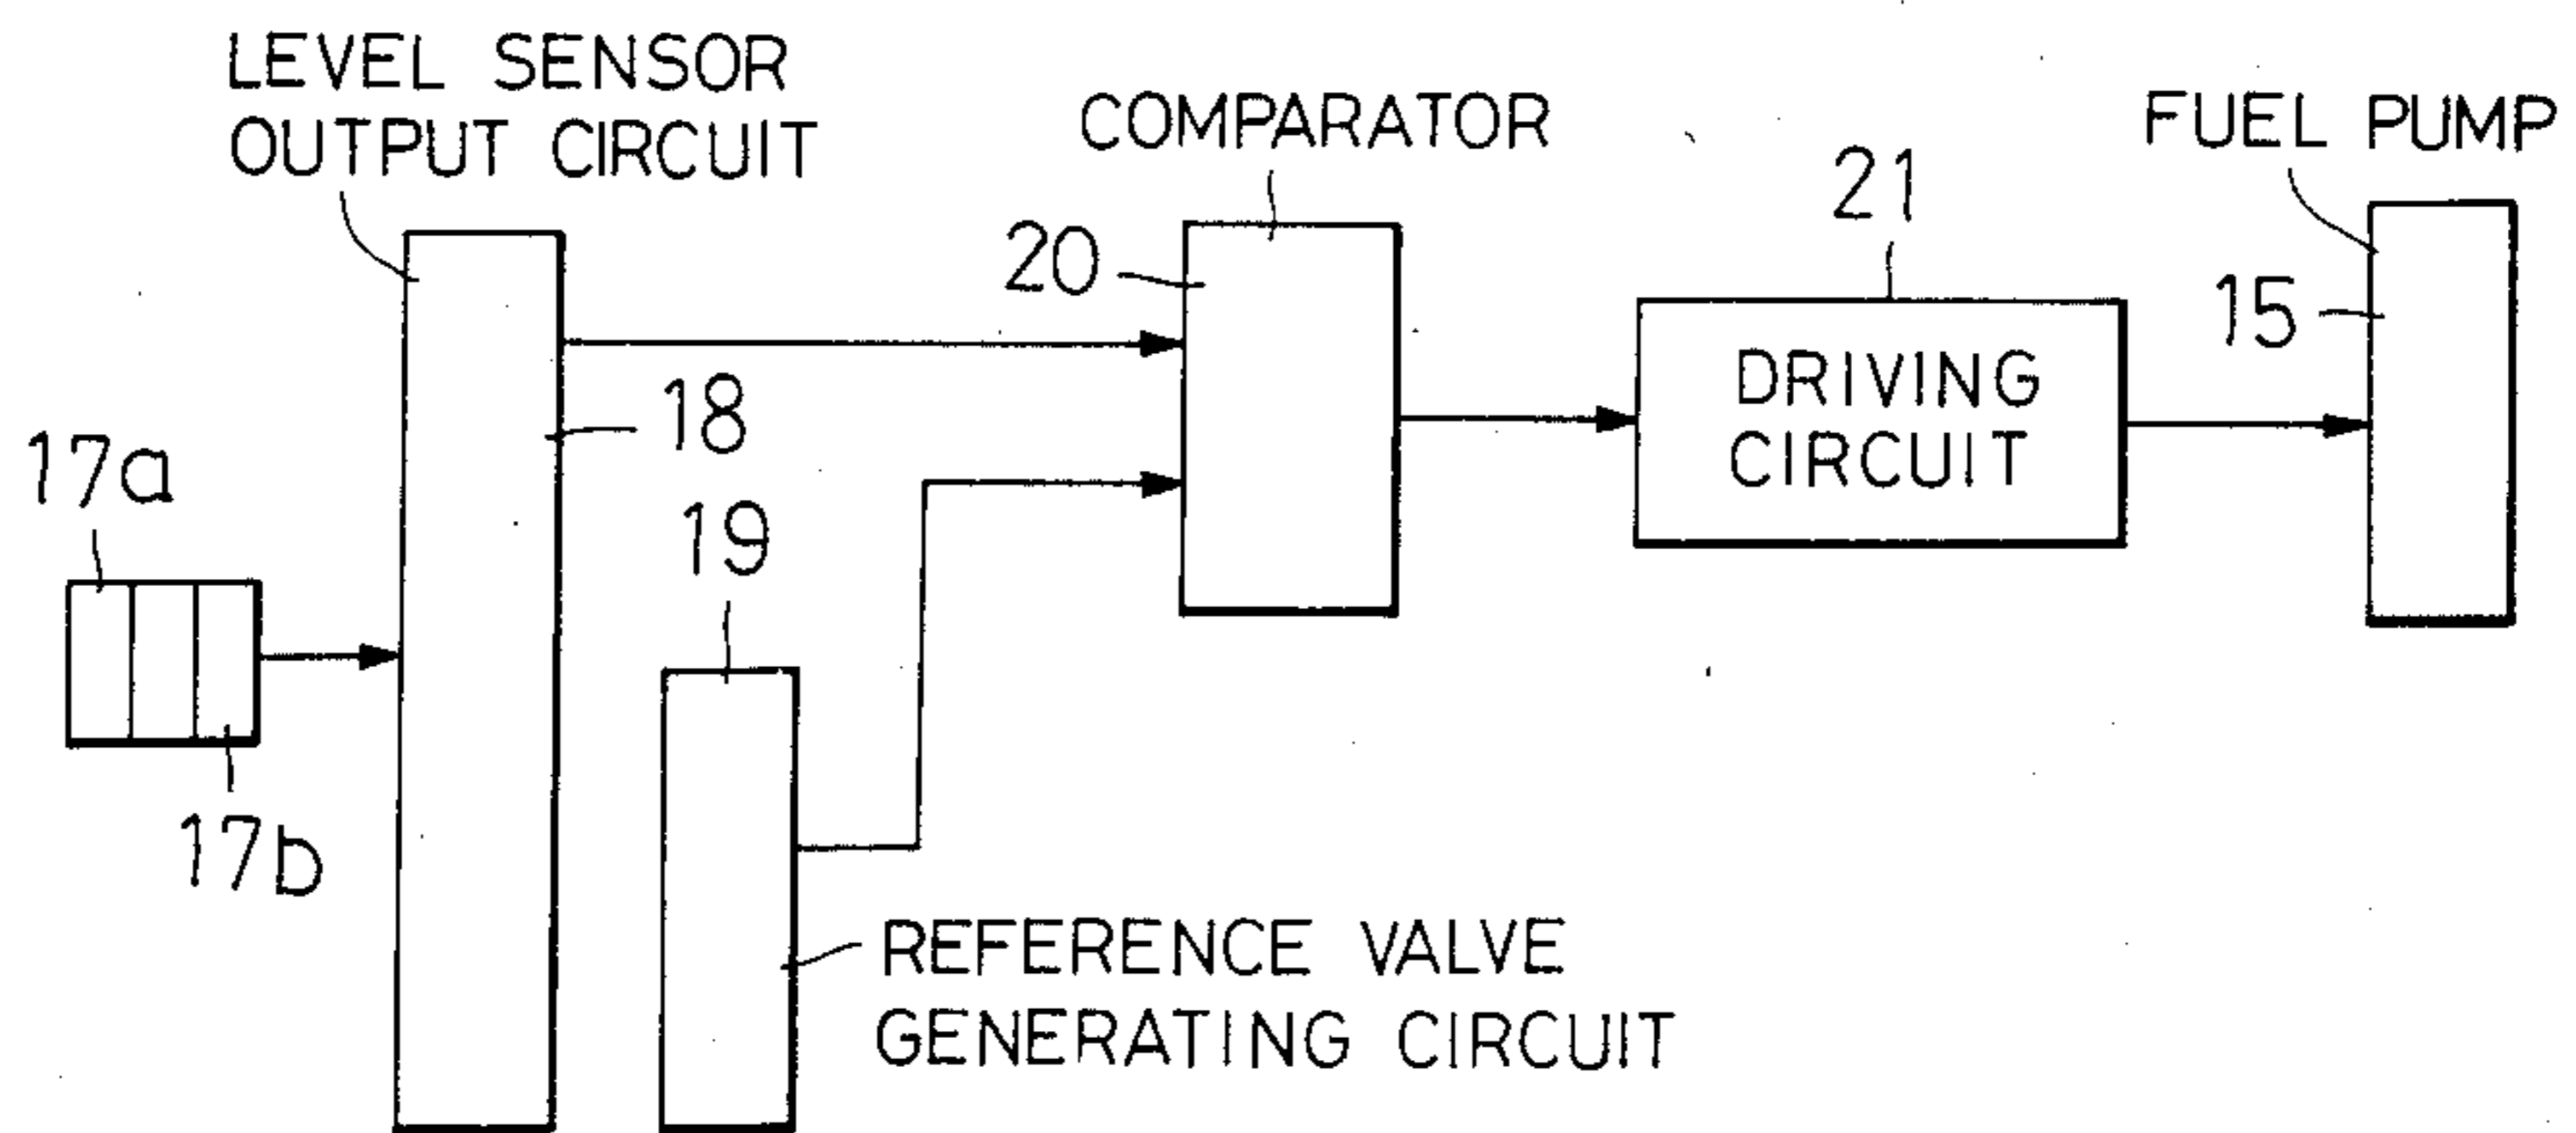 LEVEL SENSOR
OUTPUT CIRCUIT
COMPARATOR
FUEL PUMP
21
20
15
DRIVING
CIRCUIT
18
17a
19
17b
REFERENCE VALVE
GENERATING CIRCUIT